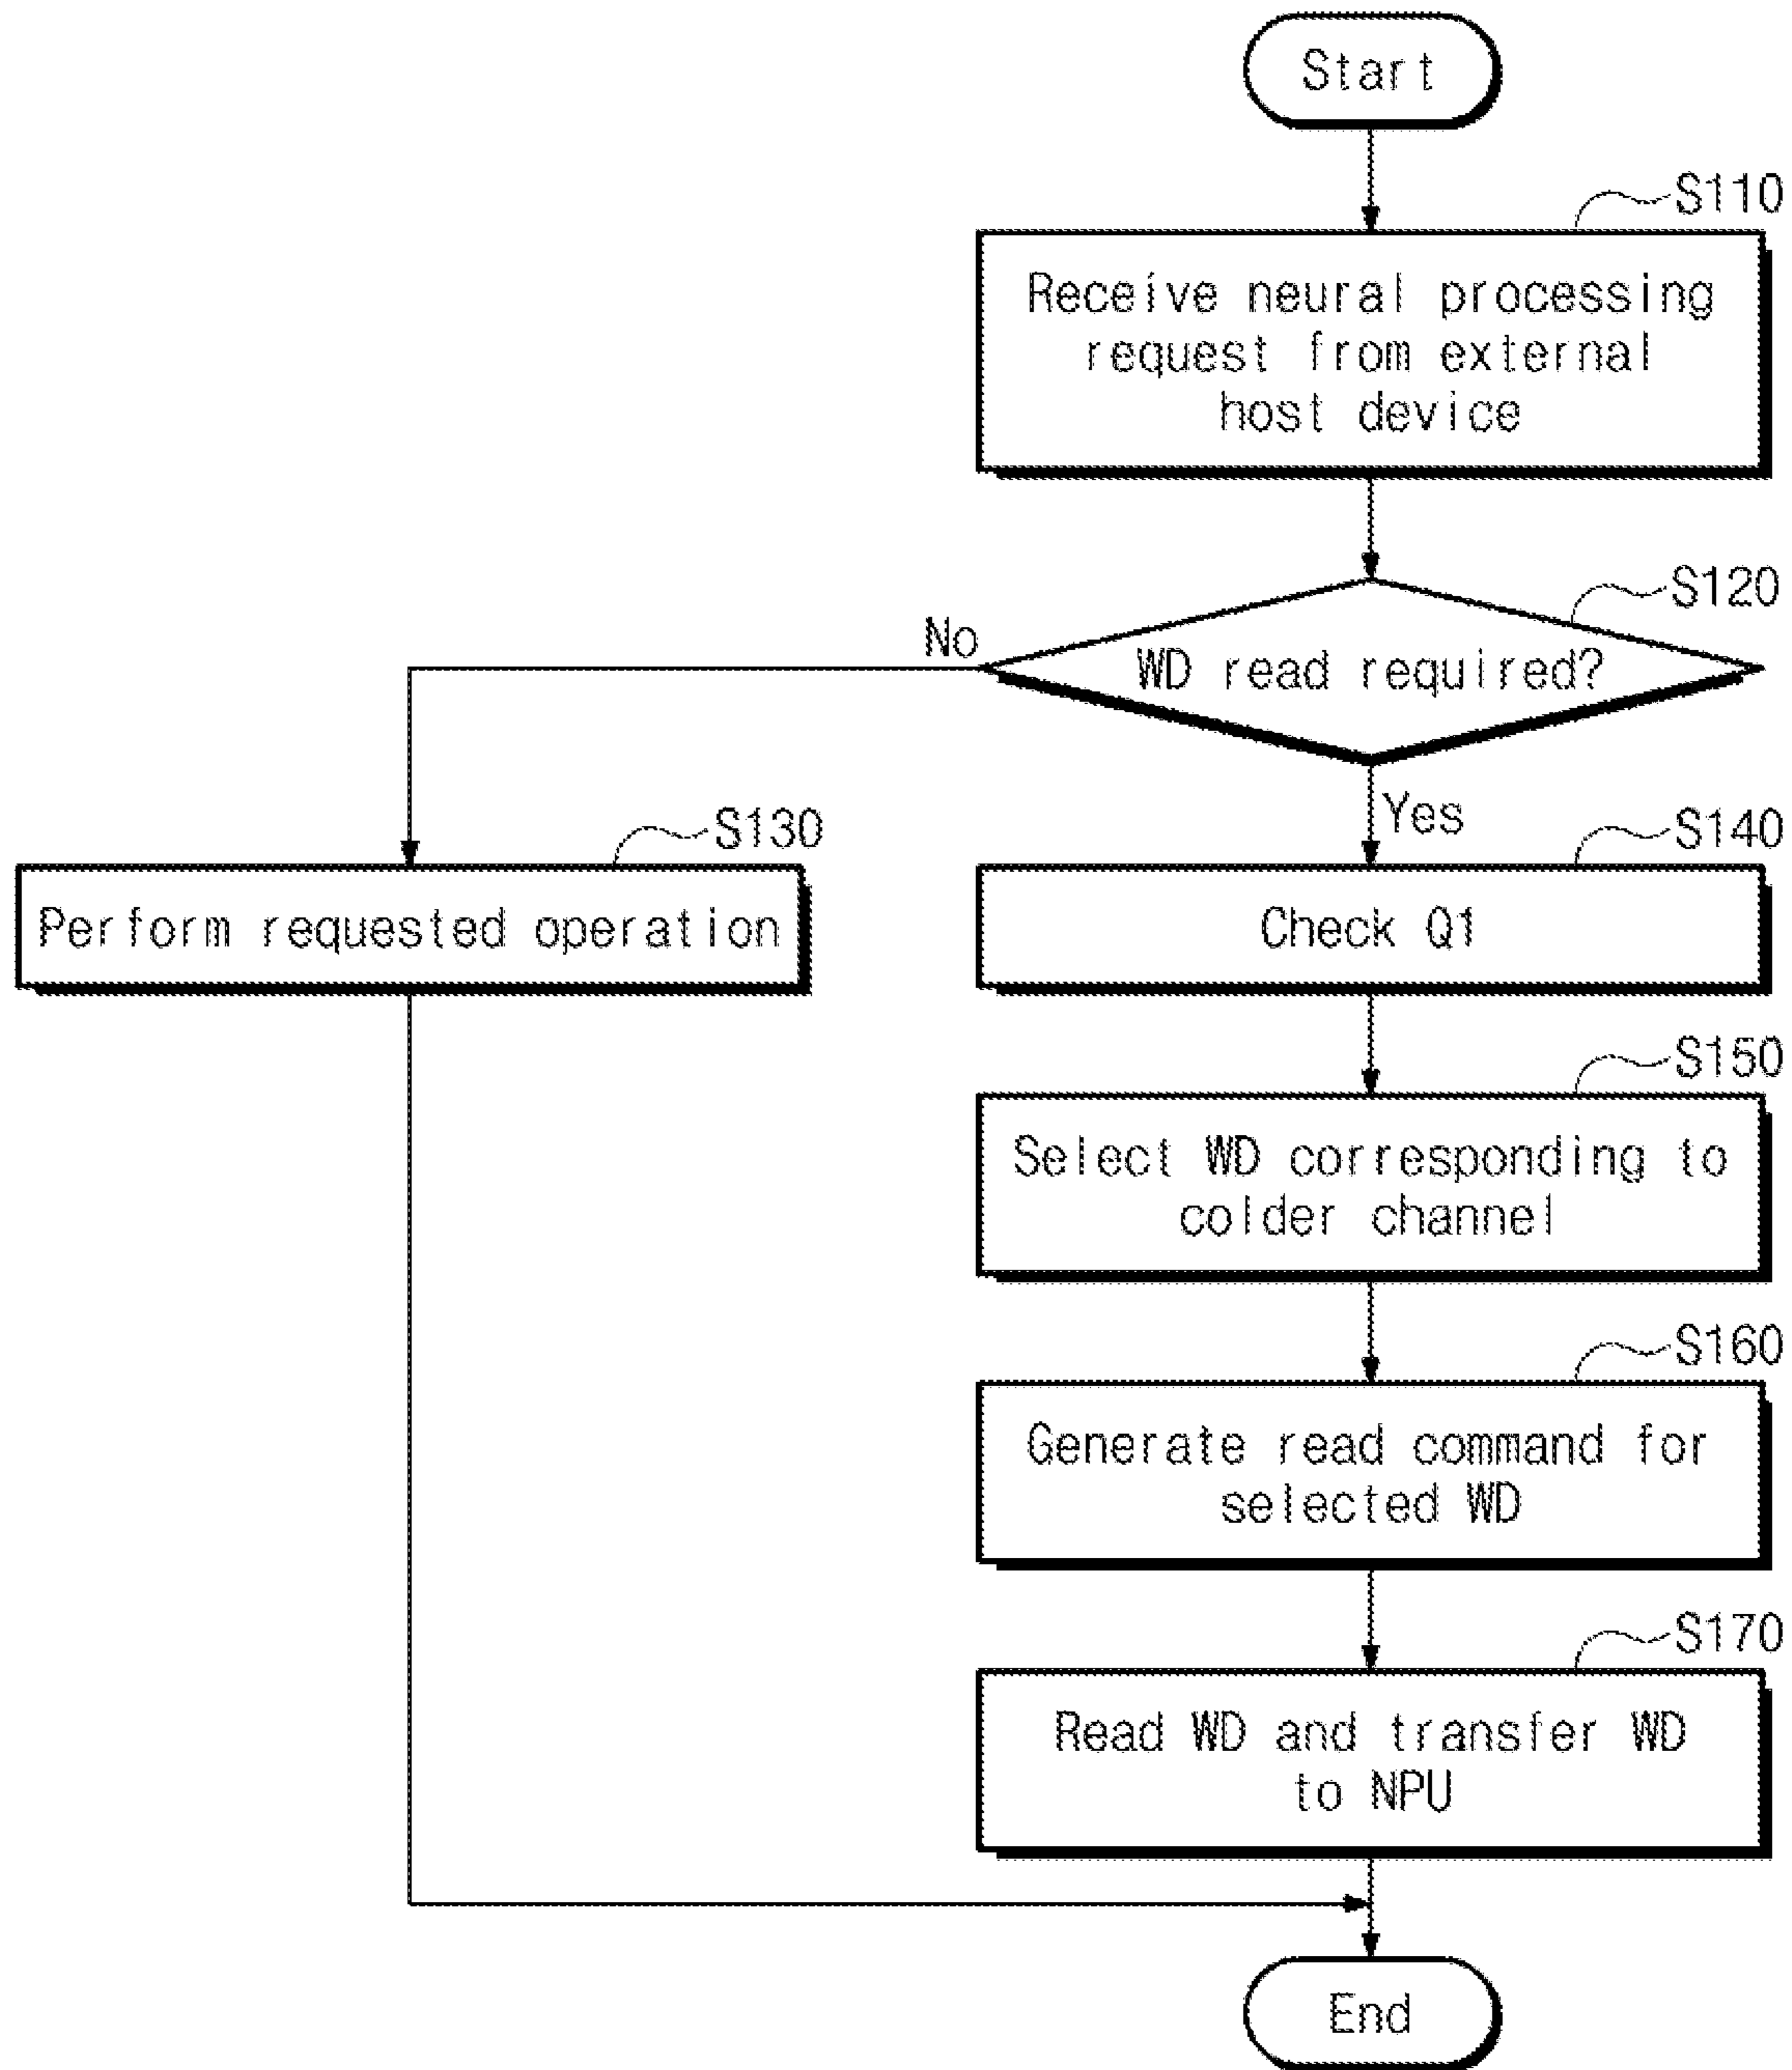 Start
S110
Receive neural processing
request from external
host device
S120
No
WD read required?
Yes
S130
Perform requested operation
S140
Check Q1
S150
Select WD corresponding to
colder channel
S160
Generate read command for
selected WD
S170
Read WD and transfer WD
to NPU
End